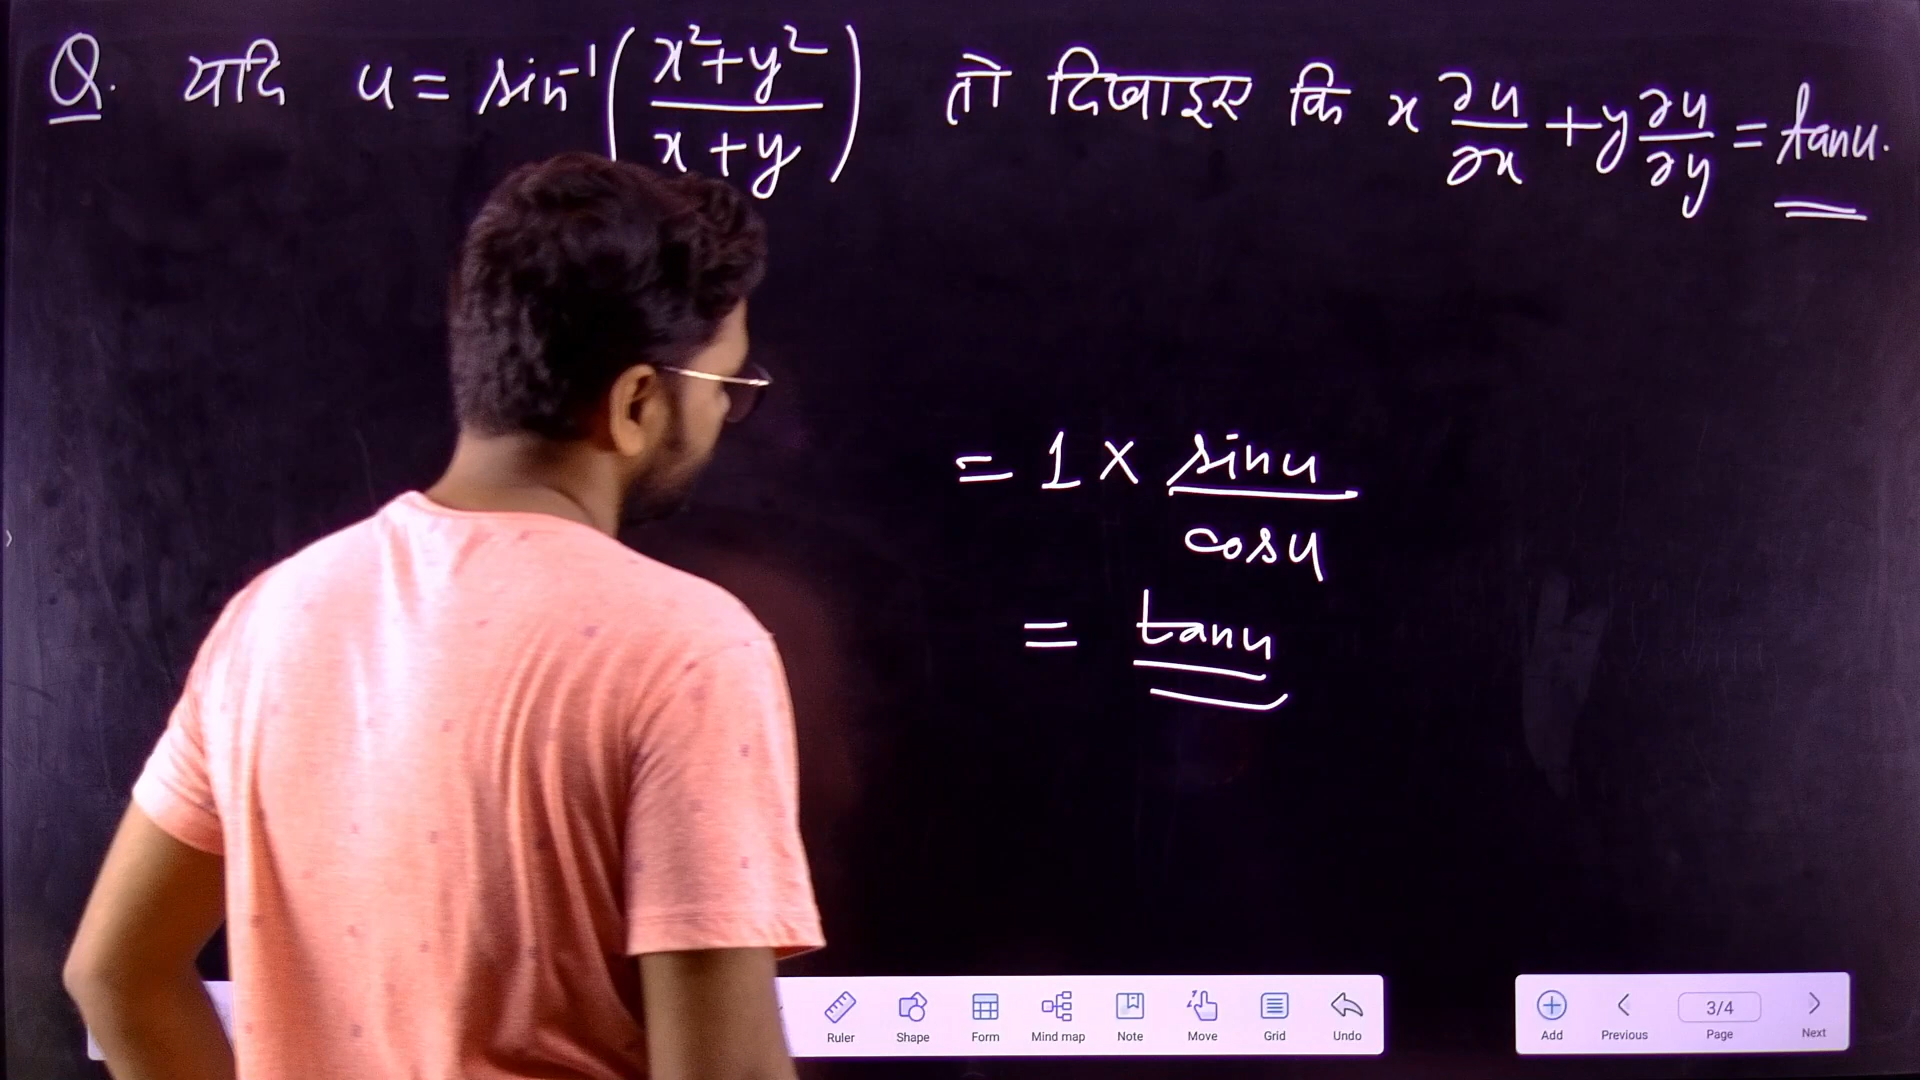 Q. यदि u = sin⁻¹((x²+y²)/(x+y)) तो दिखाइए कि x ∂u/∂x + y ∂u/∂y = tanu.
= 1 × sinu/cosu
= tanu
Ruler Shape Form Mind map Note Move Grid Undo
Add Previous 3/4 Page Next